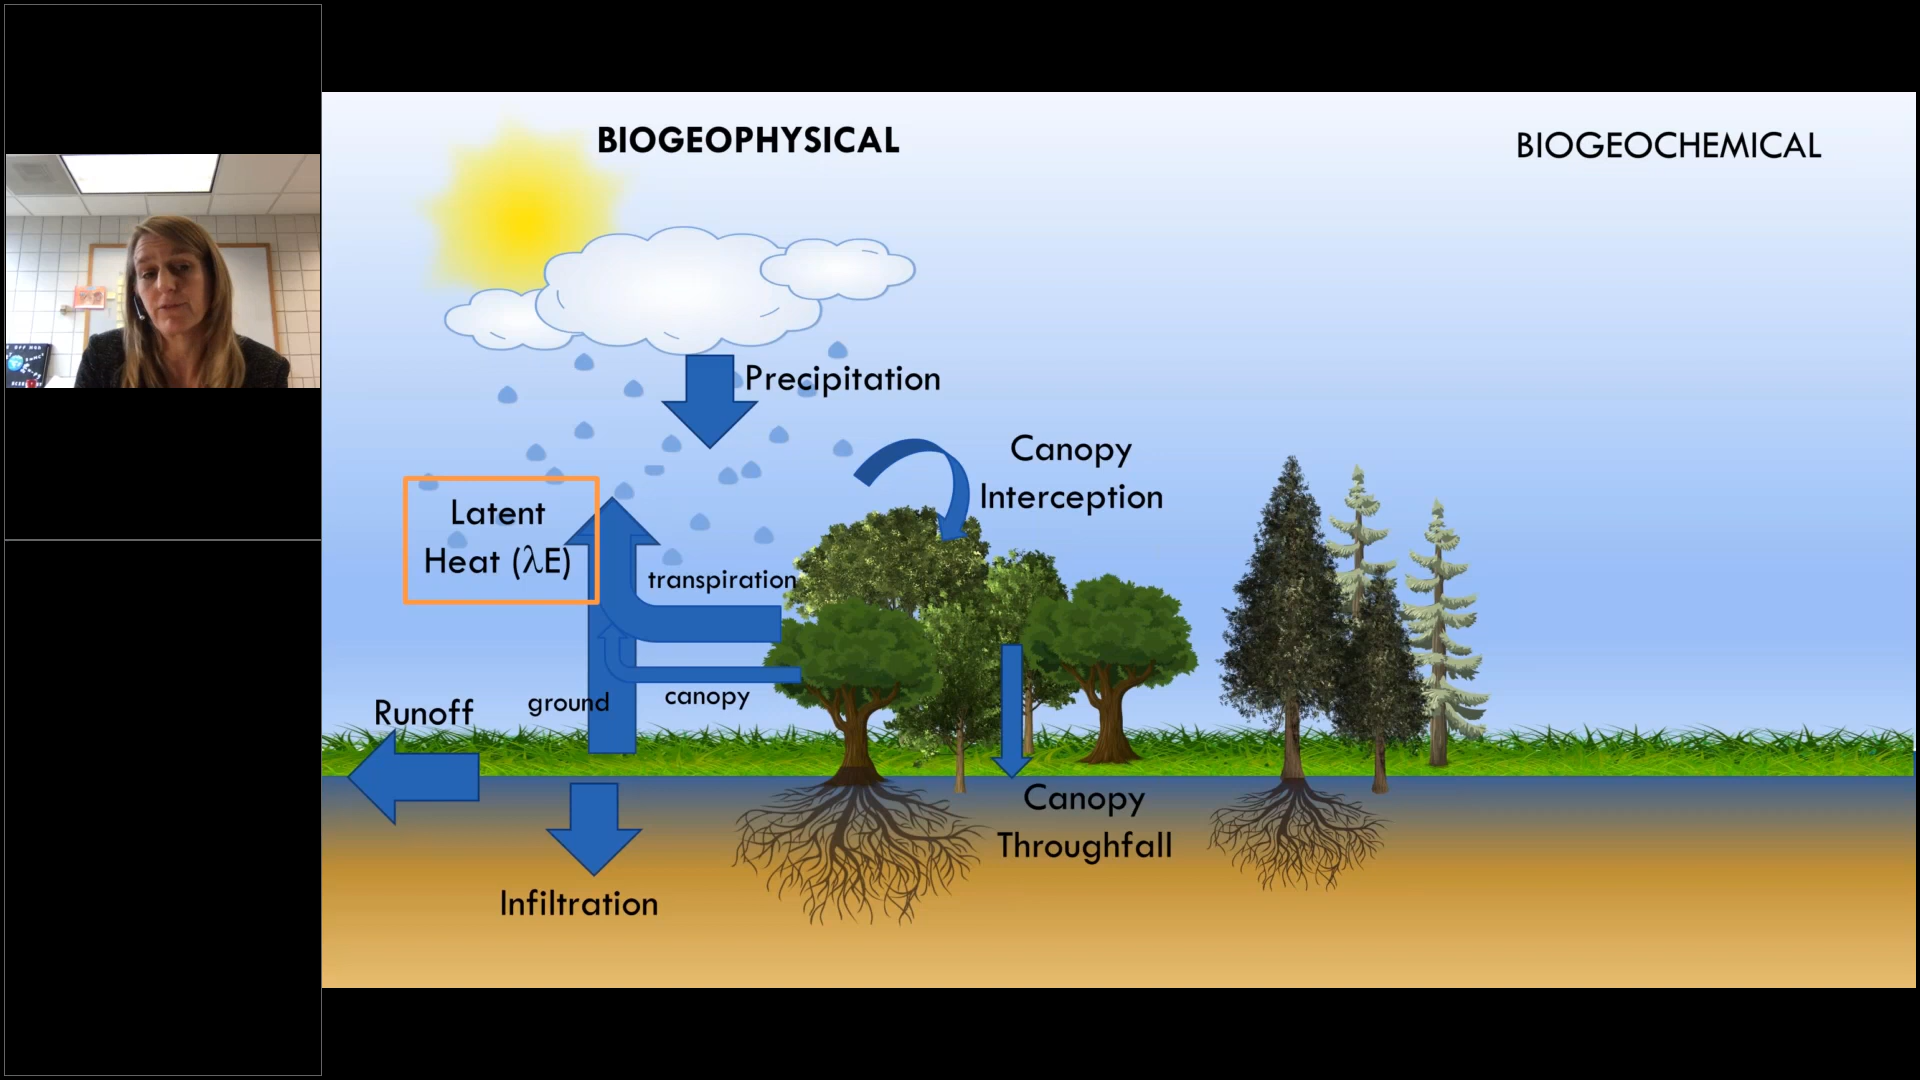 BIOGEOPHYSICAL
BIOGEOCHEMICAL
Precipitation
Canopy
Interception
Latent
Heat (λE)
transpiration
canopy
ground
Runoff
Canopy
Throughfall
Infiltration